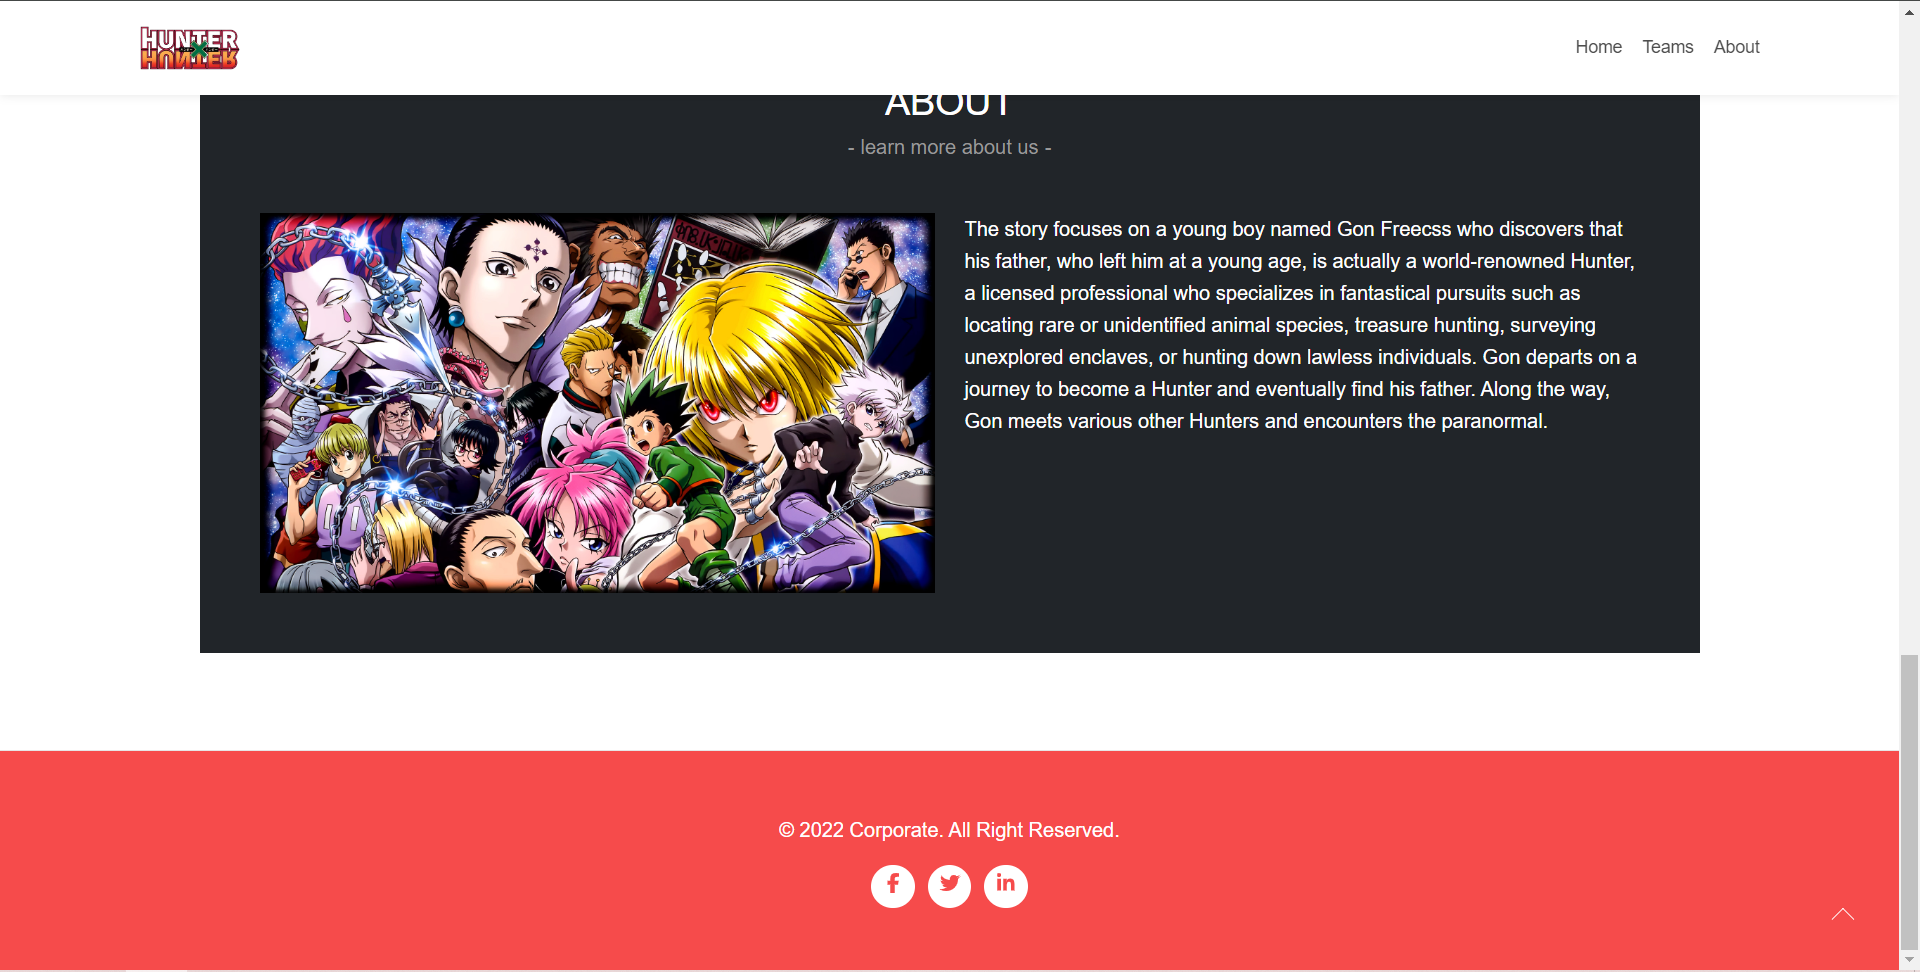 HUNTER
HUNTER
Home Teams About
ABOUT
- learn more about us -
The story focuses on a young boy named Gon Freecss who discovers that
his father, who left him at a young age, is actually a world-renowned Hunter,
a licensed professional who specializes in fantastical pursuits such as
locating rare or unidentified animal species, treasure hunting, surveying
unexplored enclaves, or hunting down lawless individuals. Gon departs on a
journey to become a Hunter and eventually find his father. Along the way,
Gon meets various other Hunters and encounters the paranormal.
© 2022 Corporate. All Right Reserved.